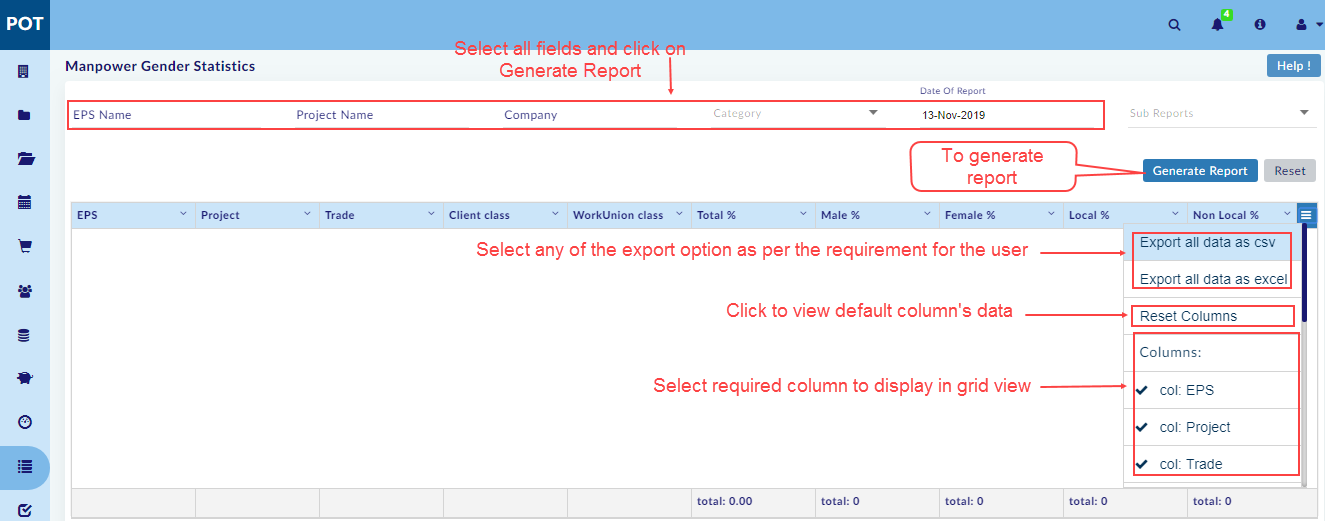 POT
4
Select all fields and click on
Generate Report
Manpower Gender Statistics
Help !
Date Of Report
EPS Name
Project Name
Company
Category
13-Nov-2019
Sub Reports
To generate
report
Generate Report
Reset
EPS
Project
Trade
Client class
WorkUnion class
Total %
Male %
Female %
Local %
Non Local %
Select any of the export option as per the requirement for the user
Export all data as csv
Export all data as excel
Click to view default column's data
Reset Columns
Columns:
Select required column to display in grid view
col: EPS
col: Project
col: Trade
total: 0.00
total: 0
total: 0
total: 0
total: 0